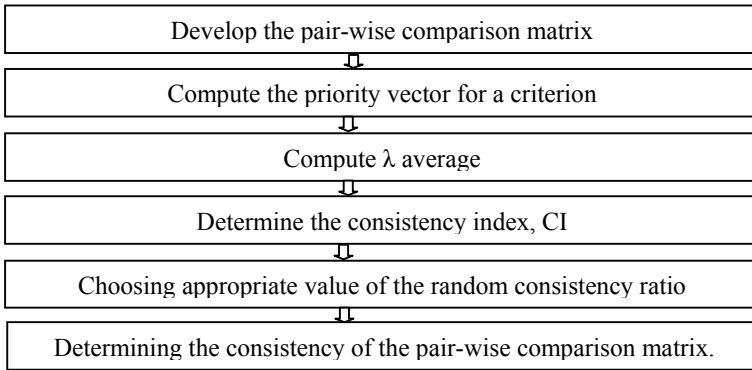 Develop the pair-wise comparison matrix
Compute the priority vector for a criterion
Compute λ average
Determine the consistency index, CI
Choosing appropriate value of the random consistency ratio
Determining the consistency of the pair-wise comparison matrix.